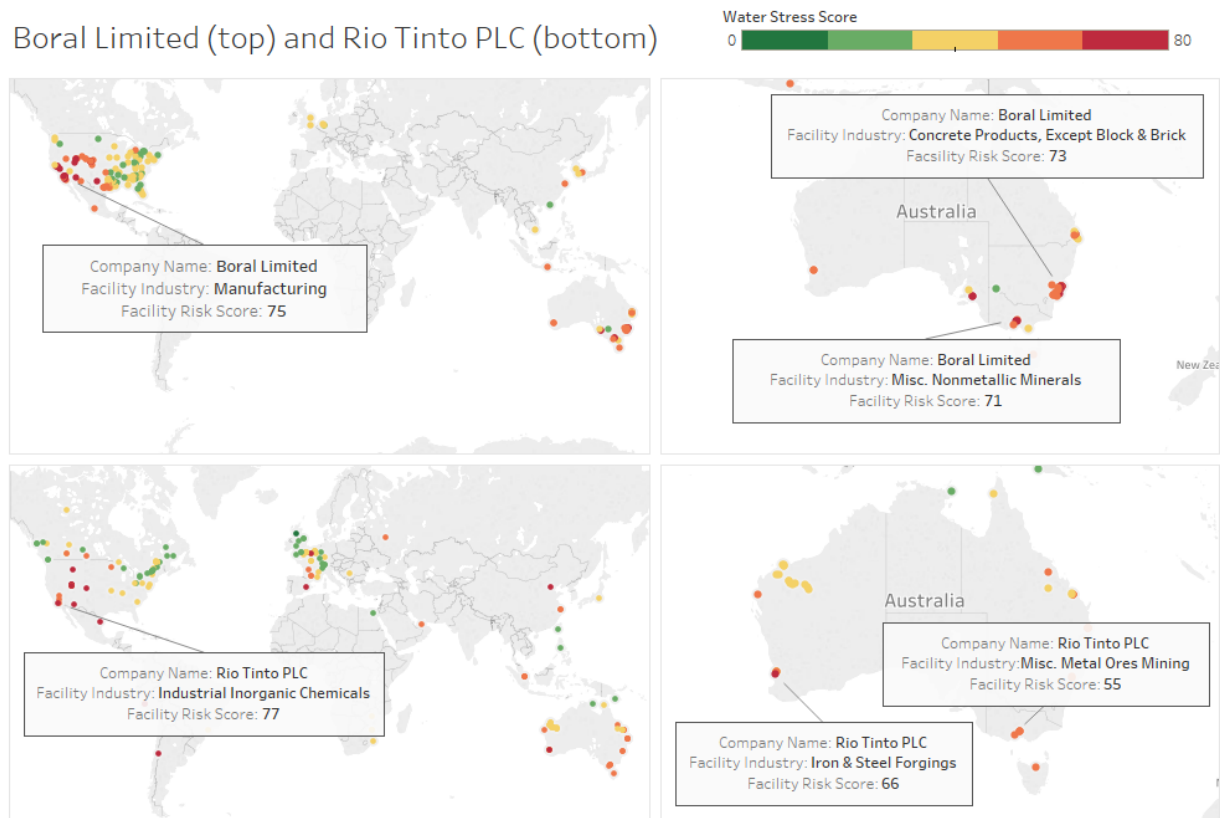 Boral Limited (top) and Rio Tinto PLC (bottom)
Water Stress Score
0 80
Company Name: Boral Limited
Facility Industry: Manufacturing
Facility Risk Score: 75
Company Name: Boral Limited
Facility Industry: Concrete Products, Except Block & Brick
Facsility Risk Score: 73
Australia
Company Name: Boral Limited
Facility Industry: Misc. Nonmetallic Minerals
Facility Risk Score: 71
New Zea
Company Name: Rio Tinto PLC
Facility Industry: Industrial Inorganic Chemicals
Facility Risk Score: 77
Australia
Company Name: Rio Tinto PLC
Facility Industry:Misc. Metal Ores Mining
Facility Risk Score: 55
Company Name: Rio Tinto PLC
Facility Industry: Iron & Steel Forgings
Facility Risk Score: 66